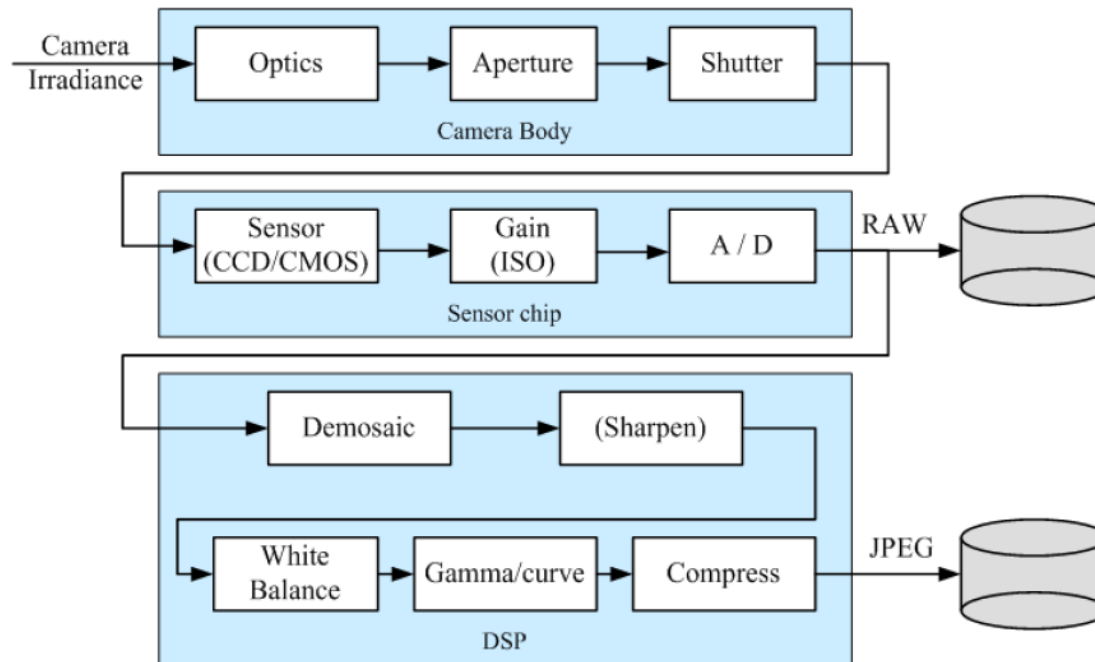 Camera
Irradiance
Optics
Aperture
Shutter
Camera Body
Sensor
(CCD/CMOS)
Gain
(ISO)
A / D
RAW
Sensor chip
Demosaic
(Sharpen)
White
Balance
Gamma/curve
Compress
JPEG
DSP